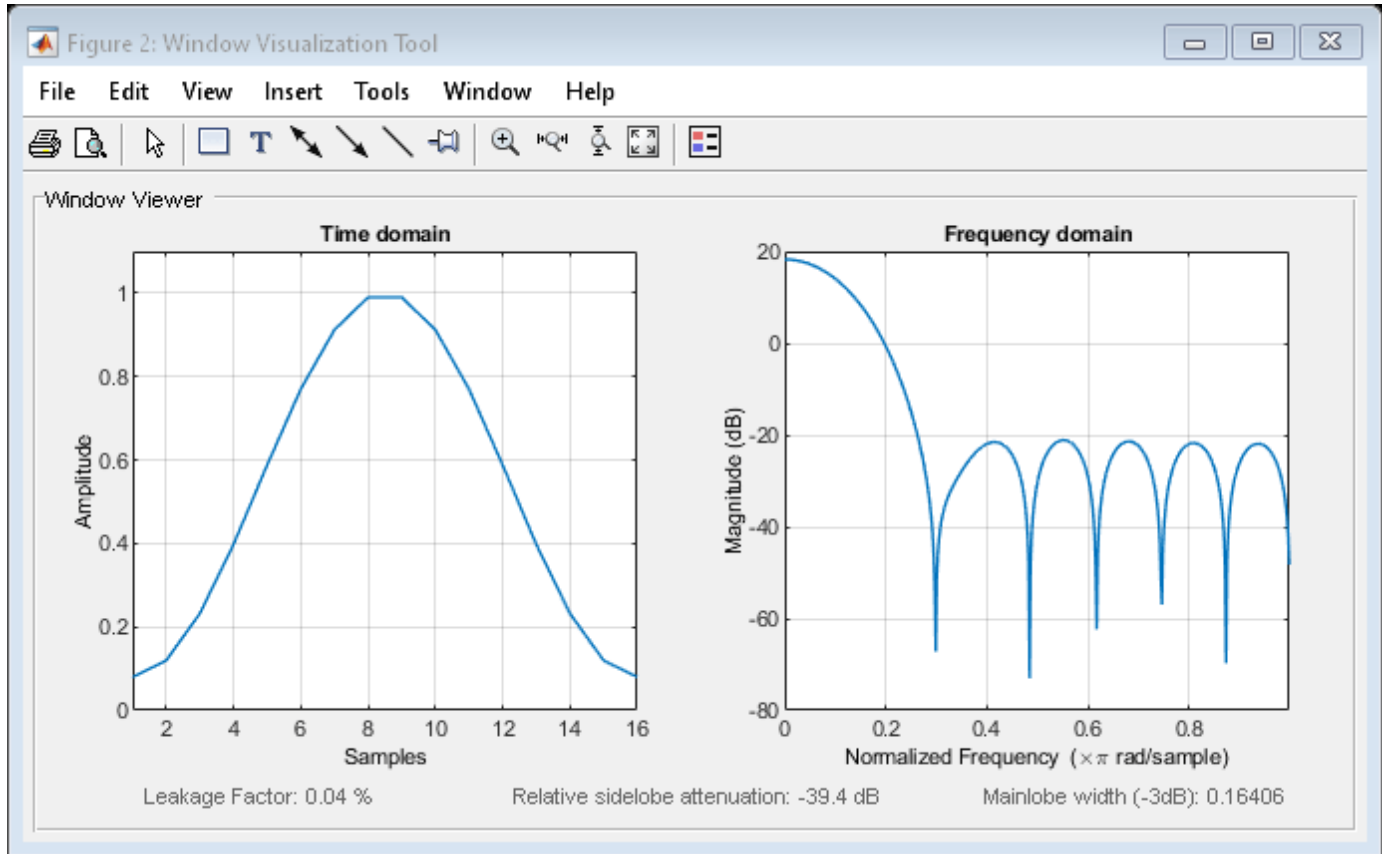 Figure 2: Window Visualization Tool
File Edit View Insert Tools Window Help
T
Window Viewer
Time domain
1
0.8
0.6
0.4
0.2
0
2 4 6 8 10 12 14 16
Amplitude
Samples
Frequency domain
20
0
-20
-40
-60
-80
0 0.2 0.4 0.6 0.8
Magnitude (dB)
Normalized Frequency (×π rad/sample)
Leakage Factor: 0.04 % Relative sidelobe attenuation: -39.4 dB Mainlobe width (-3dB): 0.16406